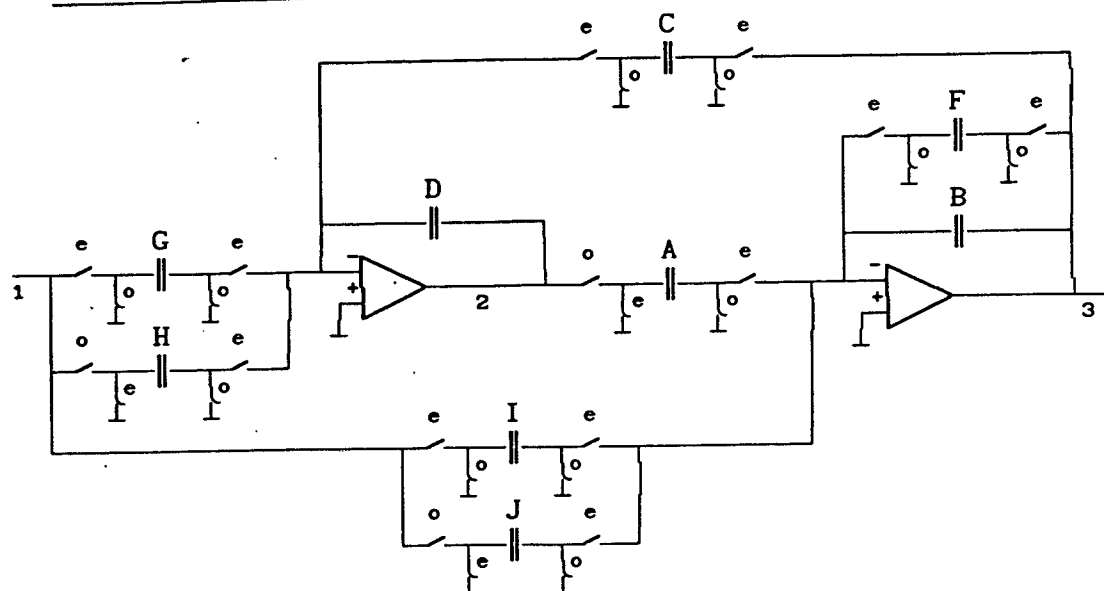 C
e e
o o
e F e
o o
D B
e G e
o A e
- -
1 o o
+ e o + 
2 3
H
o e
e o
I
e e
o o
J
o e
e o